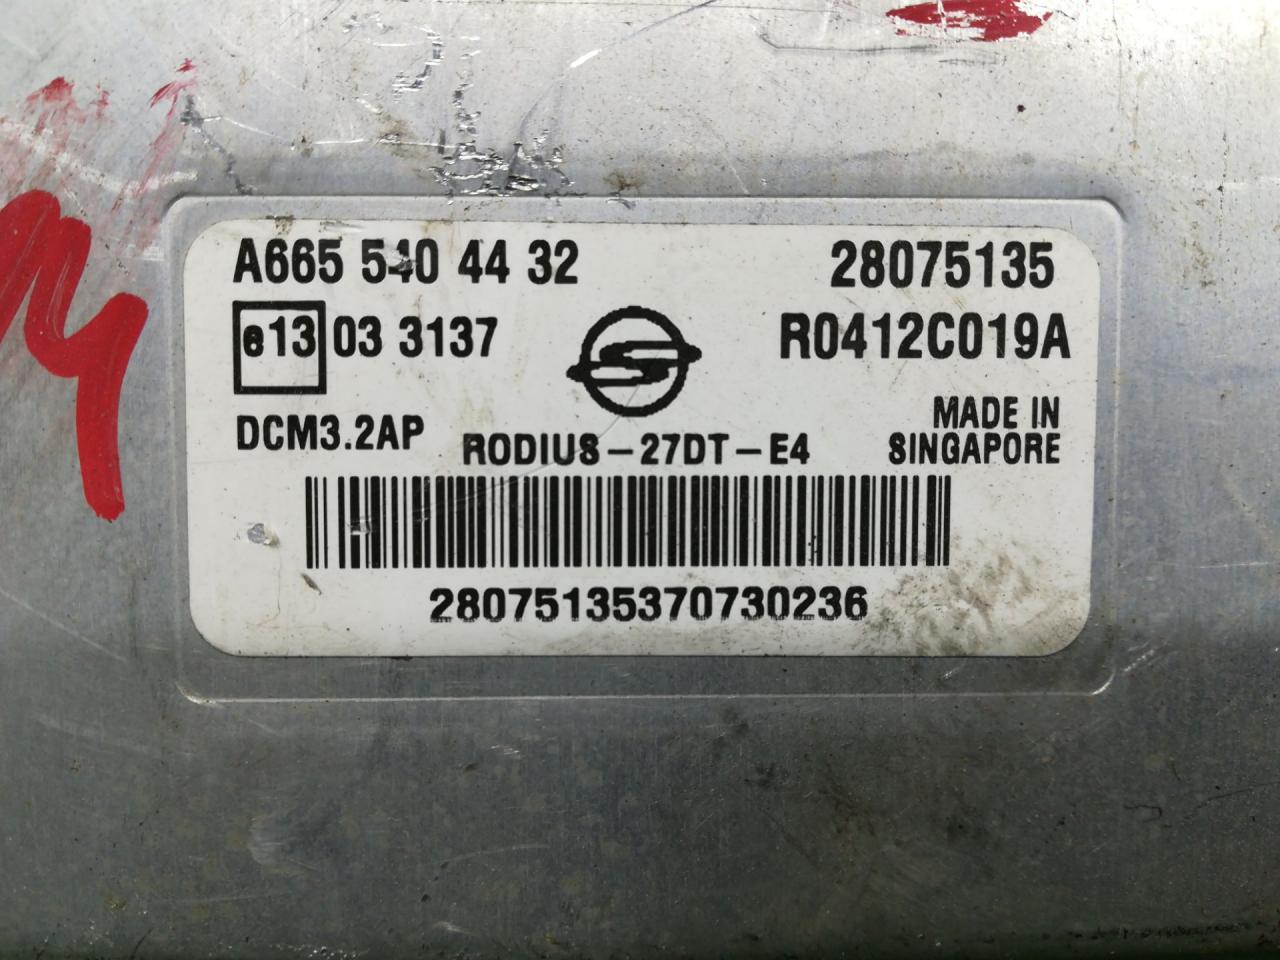 A665 540 44 32
28075135
e13 03 3137
R0412C019A
DCM3.2AP
RODIUS-27DT-E4
MADE IN
SINGAPORE
28075135370730236